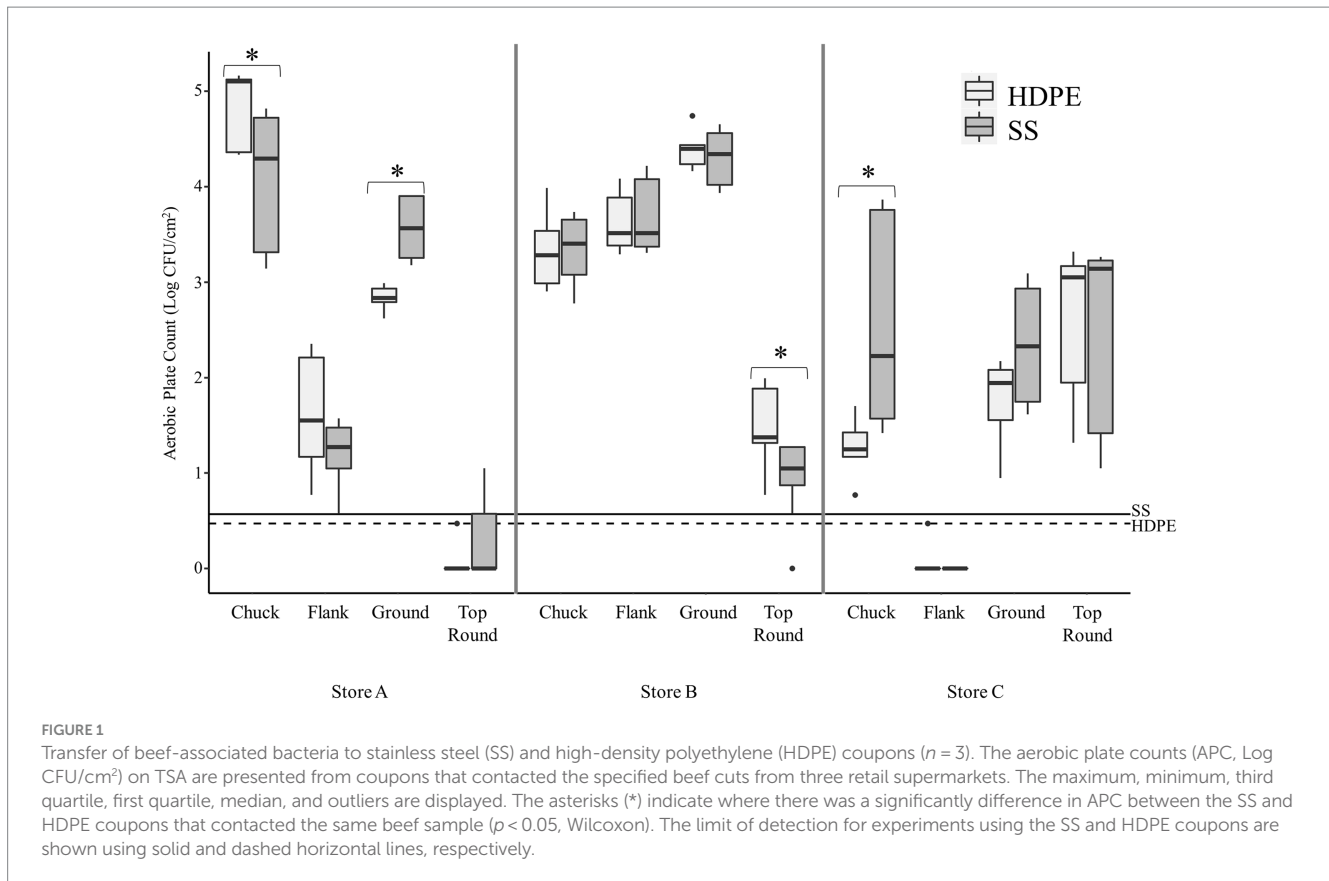 *
*
*
*
HDPE
SS
Aerobic Plate Count (Log CFU/cm²)
5
4
3
2
1
0
SS
HDPE
Chuck Flank Ground Top Round
Chuck Flank Ground Top Round
Chuck Flank Ground Top Round
Store A Store B Store C
FIGURE 1
Transfer of beef-associated bacteria to stainless steel (SS) and high-density polyethylene (HDPE) coupons (n = 3). The aerobic plate counts (APC, Log
CFU/cm²) on TSA are presented from coupons that contacted the specified beef cuts from three retail supermarkets. The maximum, minimum, third
quartile, first quartile, median, and outliers are displayed. The asterisks (*) indicate where there was a significantly difference in APC between the SS and
HDPE coupons that contacted the same beef sample (p < 0.05, Wilcoxon). The limit of detection for experiments using the SS and HDPE coupons are
shown using solid and dashed horizontal lines, respectively.